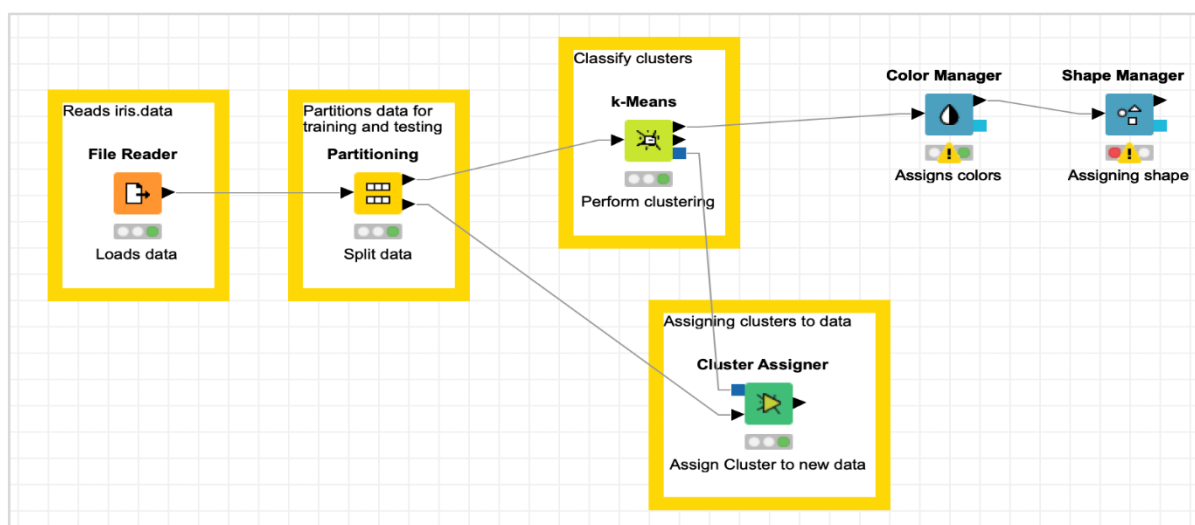 Reads iris.data
File Reader
Loads data
Partitions data for
training and testing
Partitioning
Split data
Classify clusters
k-Means
Perform clustering
Color Manager
Assigns colors
Shape Manager
Assigning shape
Assigning clusters to data
Cluster Assigner
Assign Cluster to new data